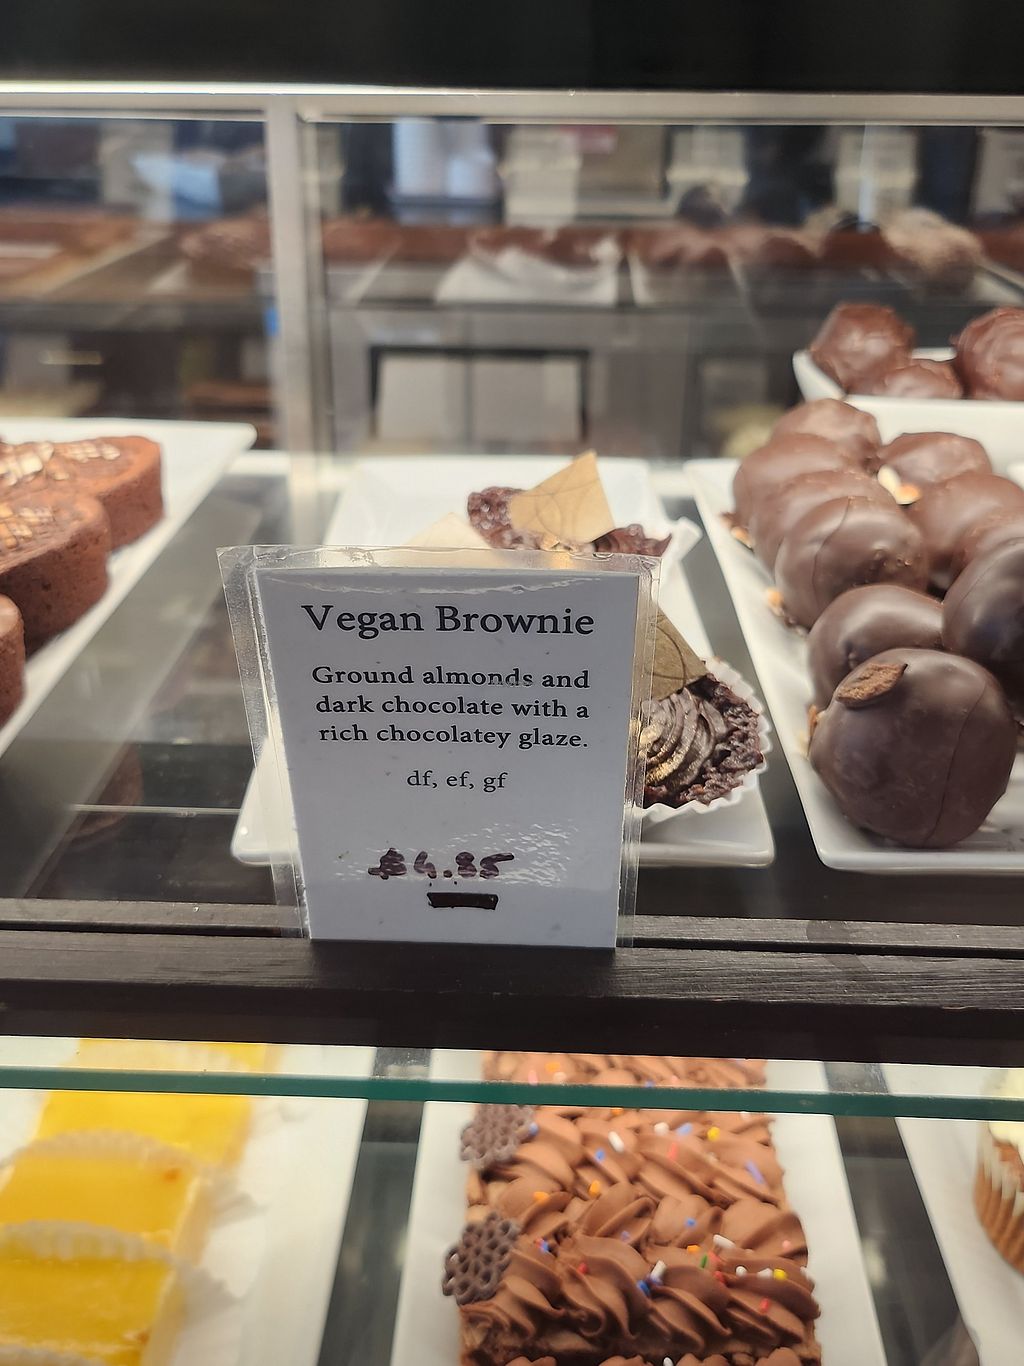 Vegan Brownie
Ground almonds and
dark chocolate with a
rich chocolatey glaze.
df, ef, gf
$4.85